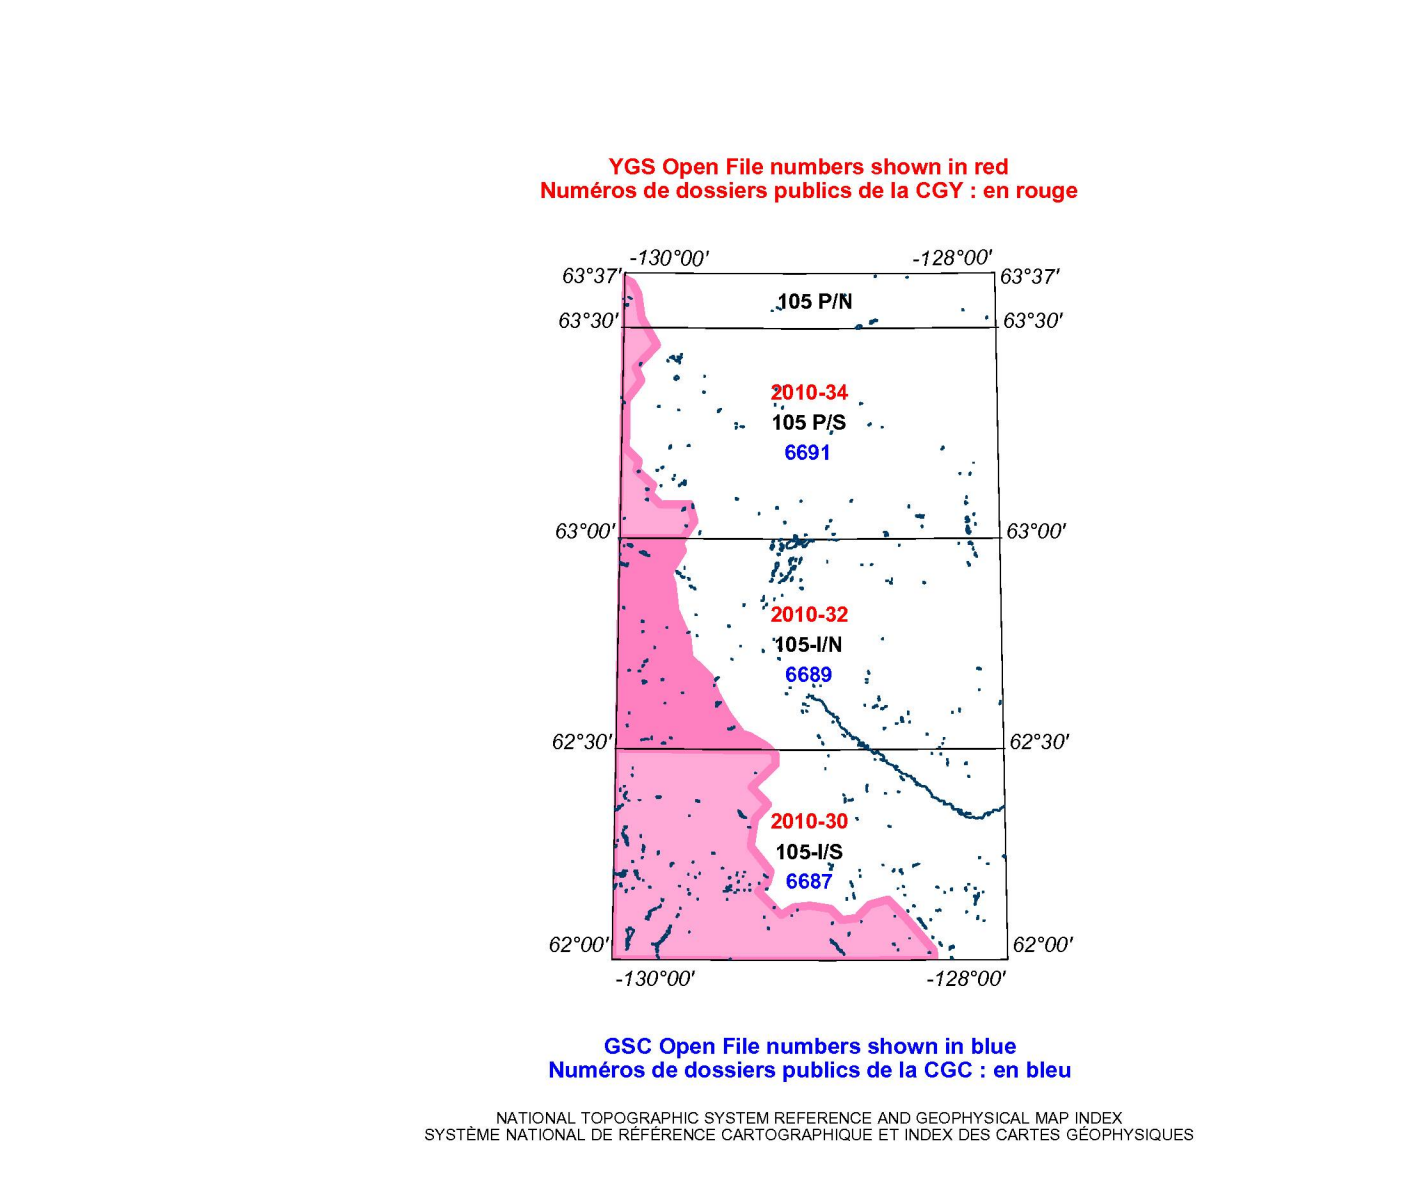 YGS Open File numbers shown in red
Numéros de dossiers publics de la CGY : en rouge
-130°00' -128°00'
63°37' 63°37'
105 P/N
63°30' 63°30'
2010-34
105 P/S
6691
63°00' 63°00'
2010-32
105-I/N
6689
62°30' 62°30'
2010-30
105-I/S
6687
62°00' 62°00'
-130°00' -128°00'
GSC Open File numbers shown in blue
Numéros de dossiers publics de la CGC : en bleu
NATIONAL TOPOGRAPHIC SYSTEM REFERENCE AND GEOPHYSICAL MAP INDEX
SYSTÈME NATIONAL DE RÉFÉRENCE CARTOGRAPHIQUE ET INDEX DES CARTES GÉOPHYSIQUES